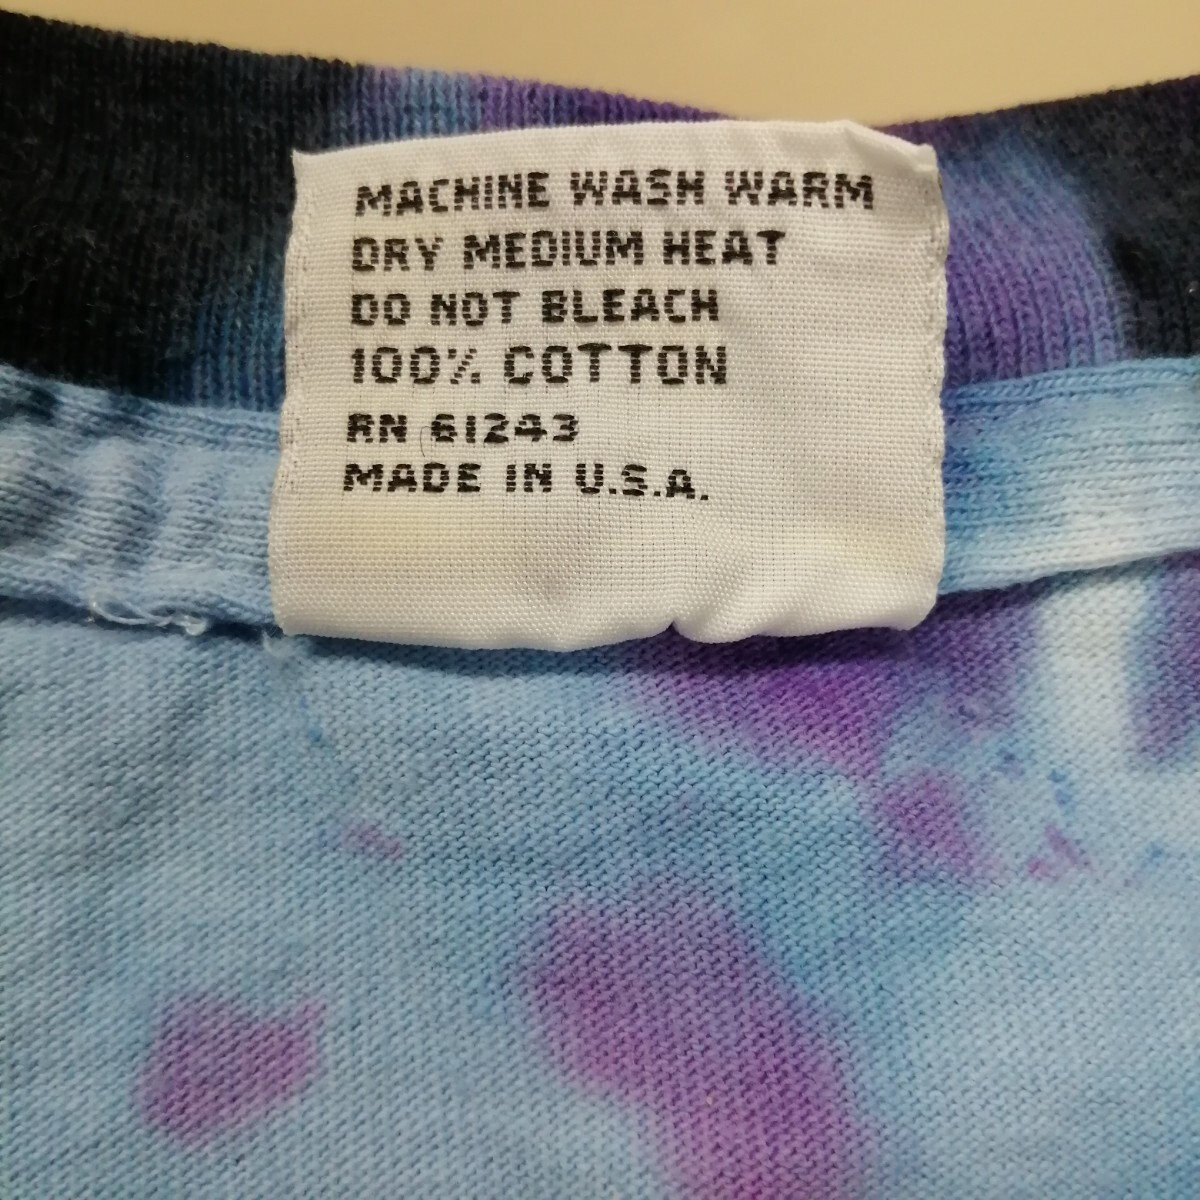 MACHINE WASH WARM
DRY MEDIUM HEAT
DO NOT BLEACH
100% COTTON
RN 61243
MADE IN U.S.A.